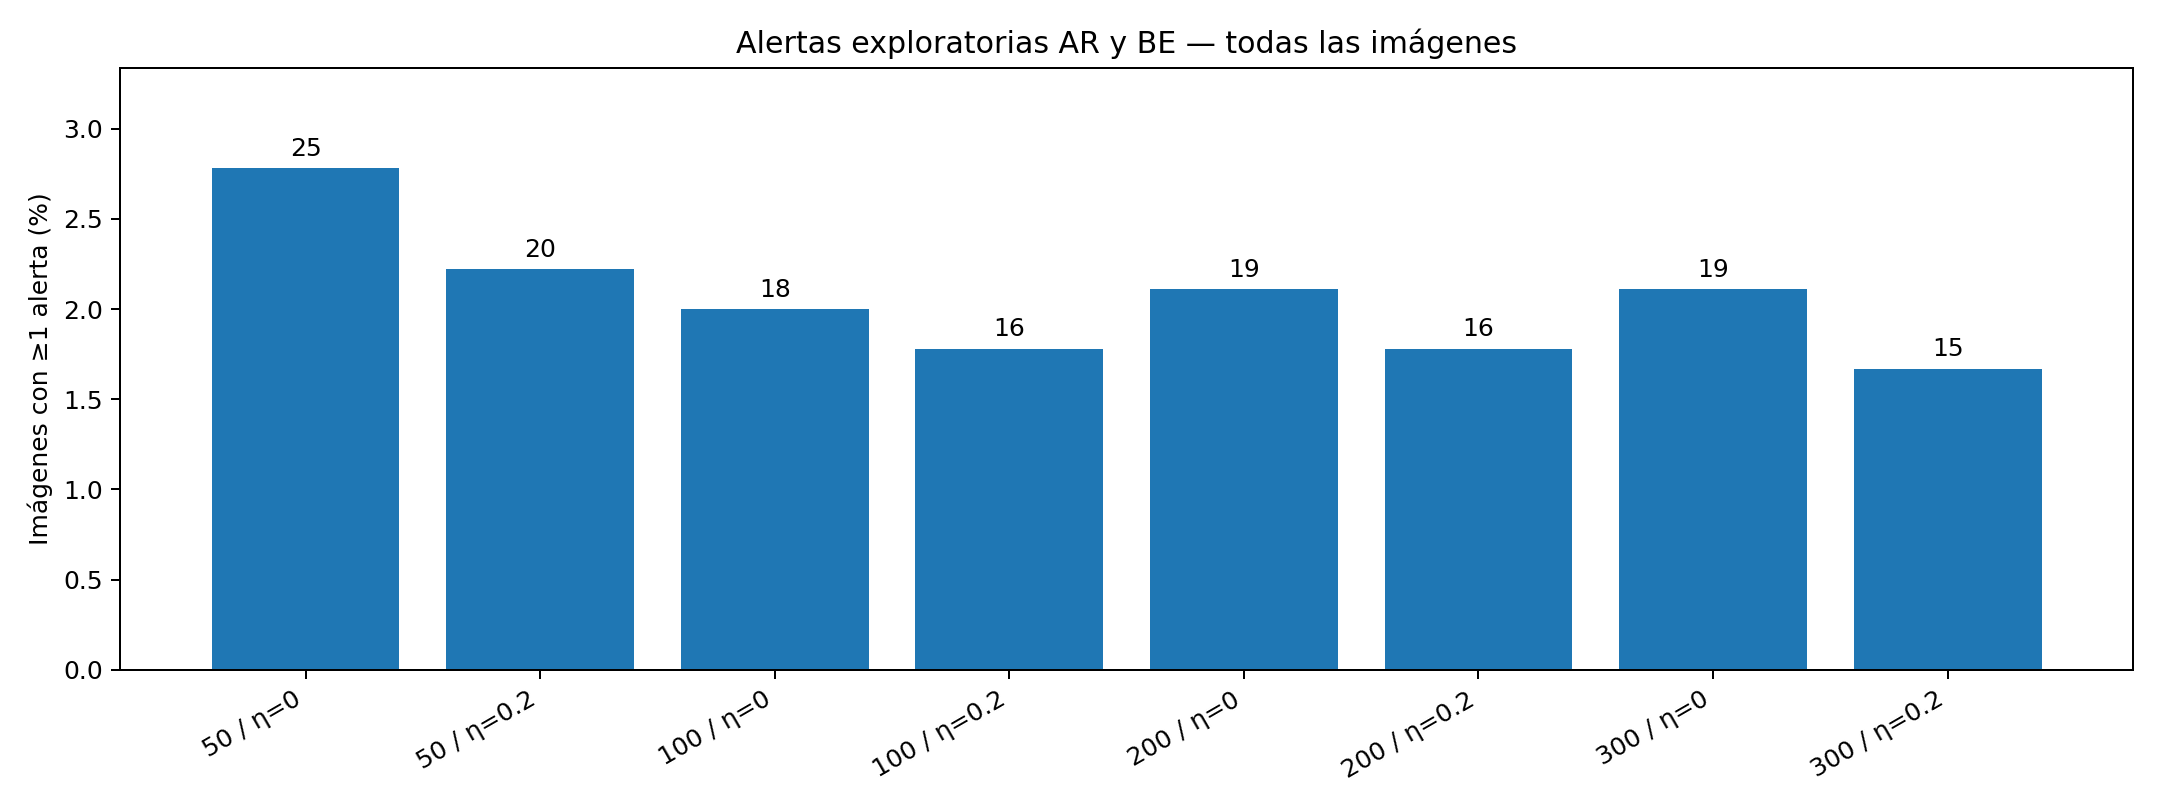 Alertas exploratorias AR y BE — todas las imágenes
Imágenes con ≥1 alerta (%)
3.0
2.5
2.0
1.5
1.0
0.5
0.0
25
20
18
16
19
16
19
15
50 / η=0
50 / η=0.2
100 / η=0
100 / η=0.2
200 / η=0
200 / η=0.2
300 / η=0
300 / η=0.2